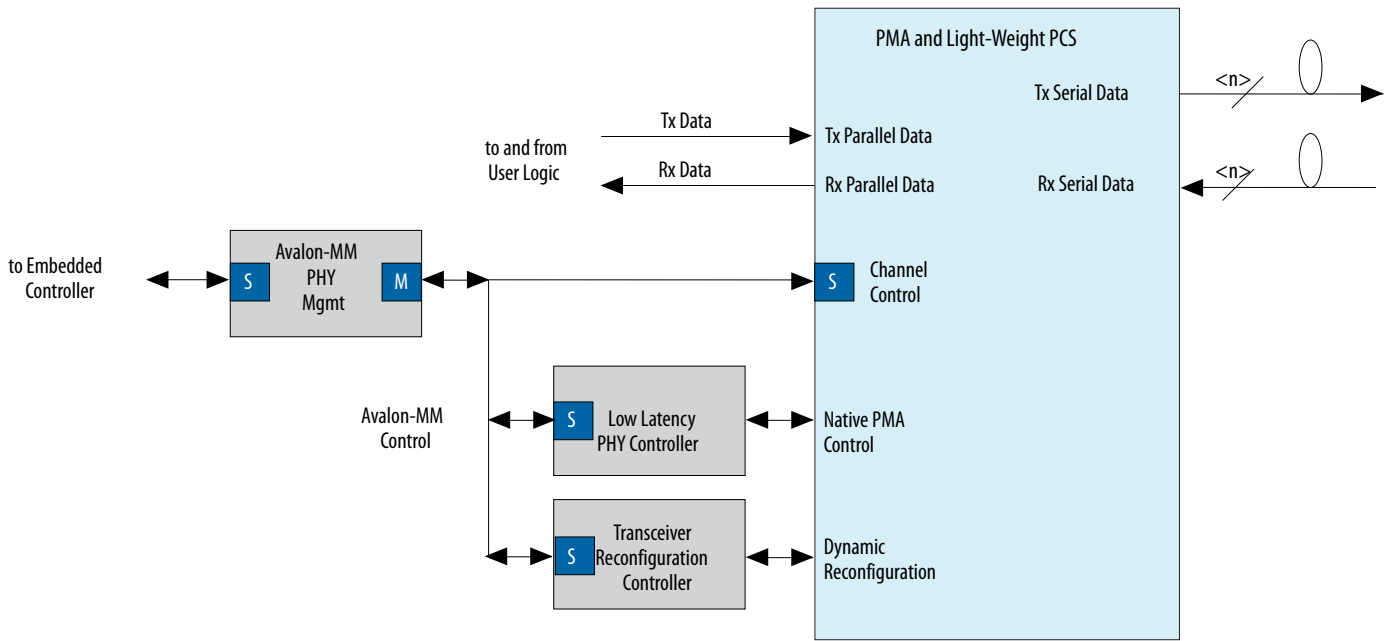 PMA and Light-Weight PCS
<n>
Tx Serial Data
Tx Data
to and from
User Logic
Tx Parallel Data
Rx Data
Rx Parallel Data
<n>
Rx Serial Data
to Embedded
Controller
S
Avalon-MM
PHY
Mgmt
M
S
Channel
Control
Avalon-MM
Control
S
Low Latency
PHY Controller
Native PMA
Control
S
Transceiver
Reconfiguration
Controller
Dynamic
Reconfiguration